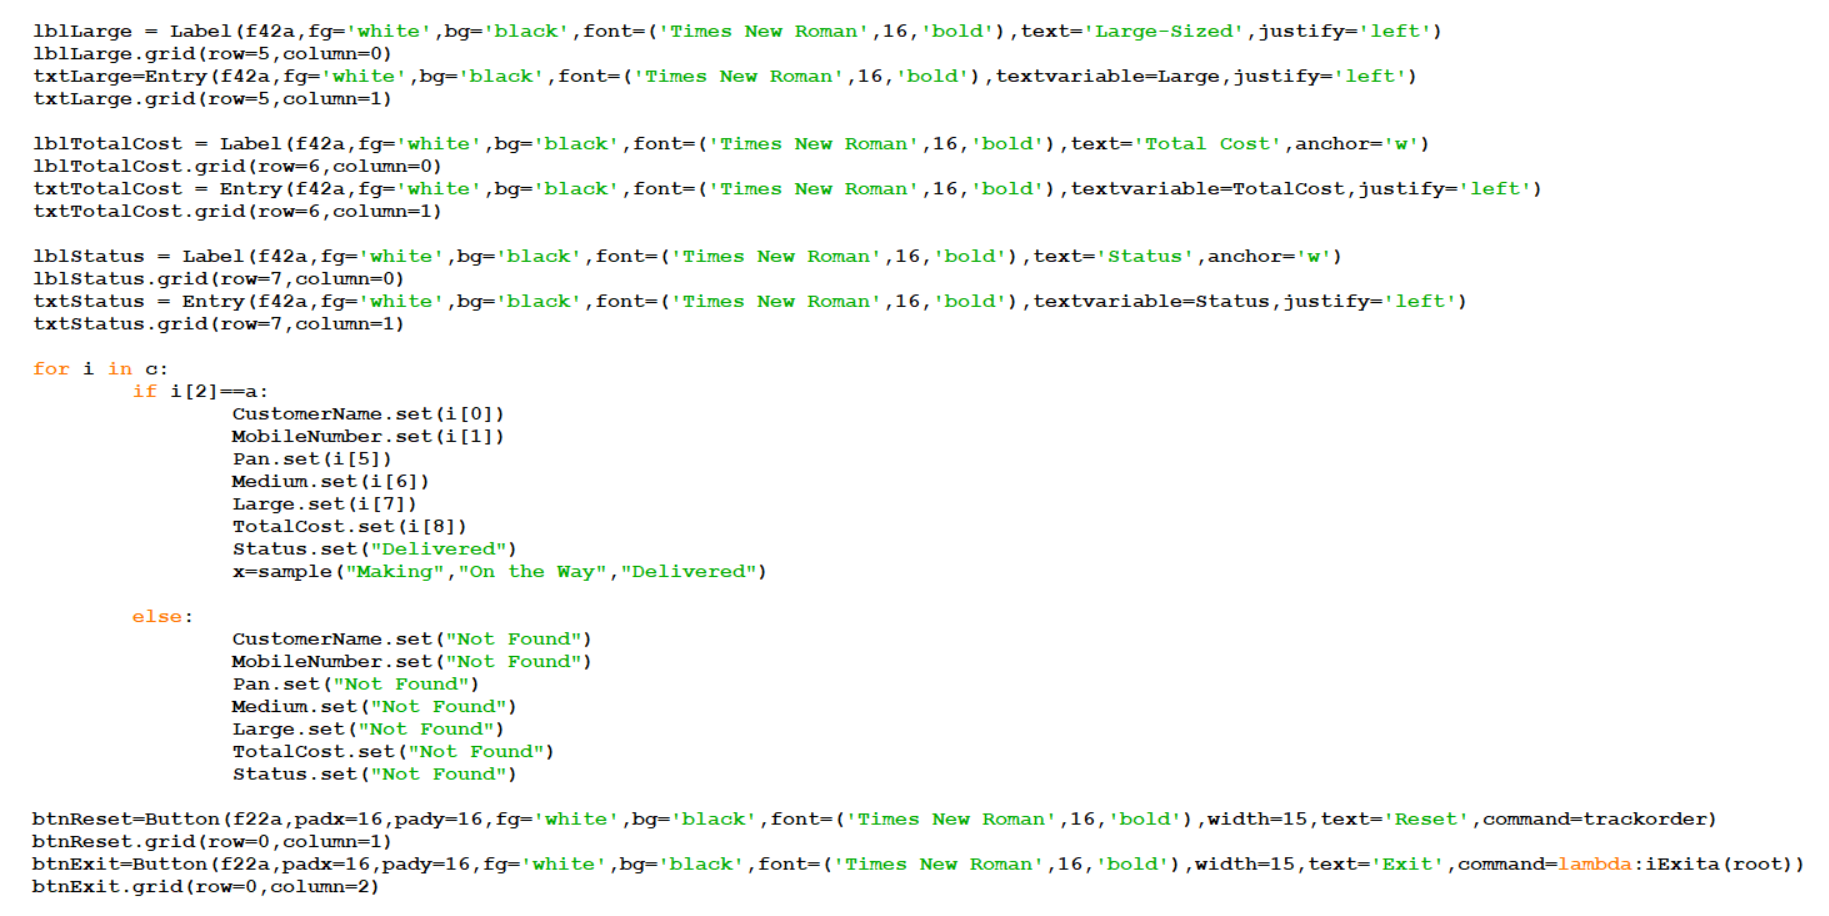 lblLarge = Label(f42a,fg='white',bg='black',font=('Times New Roman',16,'bold'),text='Large-Sized',justify='left')
lblLarge.grid(row=5,column=0)
txtLarge=Entry(f42a,fg='white',bg='black',font=('Times New Roman',16,'bold'),textvariable=Large,justify='left')
txtLarge.grid(row=5,column=1)

lblTotalCost = Label(f42a,fg='white',bg='black',font=('Times New Roman',16,'bold'),text='Total Cost',anchor='w')
lblTotalCost.grid(row=6,column=0)
txtTotalCost = Entry(f42a,fg='white',bg='black',font=('Times New Roman',16,'bold'),textvariable=TotalCost,justify='left')
txtTotalCost.grid(row=6,column=1)

lblStatus = Label(f42a,fg='white',bg='black',font=('Times New Roman',16,'bold'),text='Status',anchor='w')
lblStatus.grid(row=7,column=0)
txtStatus = Entry(f42a,fg='white',bg='black',font=('Times New Roman',16,'bold'),textvariable=Status,justify='left')
txtStatus.grid(row=7,column=1)

for i in c:
        if i[2]==a:
                CustomerName.set(i[0])
                MobileNumber.set(i[1])
                Pan.set(i[5])
                Medium.set(i[6])
                Large.set(i[7])
                TotalCost.set(i[8])
                Status.set("Delivered")
                x=sample("Making","On the Way","Delivered")

        else:
                CustomerName.set("Not Found")
                MobileNumber.set("Not Found")
                Pan.set("Not Found")
                Medium.set("Not Found")
                Large.set("Not Found")
                TotalCost.set("Not Found")
                Status.set("Not Found")

btnReset=Button(f22a,padx=16,pady=16,fg='white',bg='black',font=('Times New Roman',16,'bold'),width=15,text='Reset',command=trackorder)
btnReset.grid(row=0,column=1)
btnExit=Button(f22a,padx=16,pady=16,fg='white',bg='black',font=('Times New Roman',16,'bold'),width=15,text='Exit',command=lambda:iExita(root))
btnExit.grid(row=0,column=2)